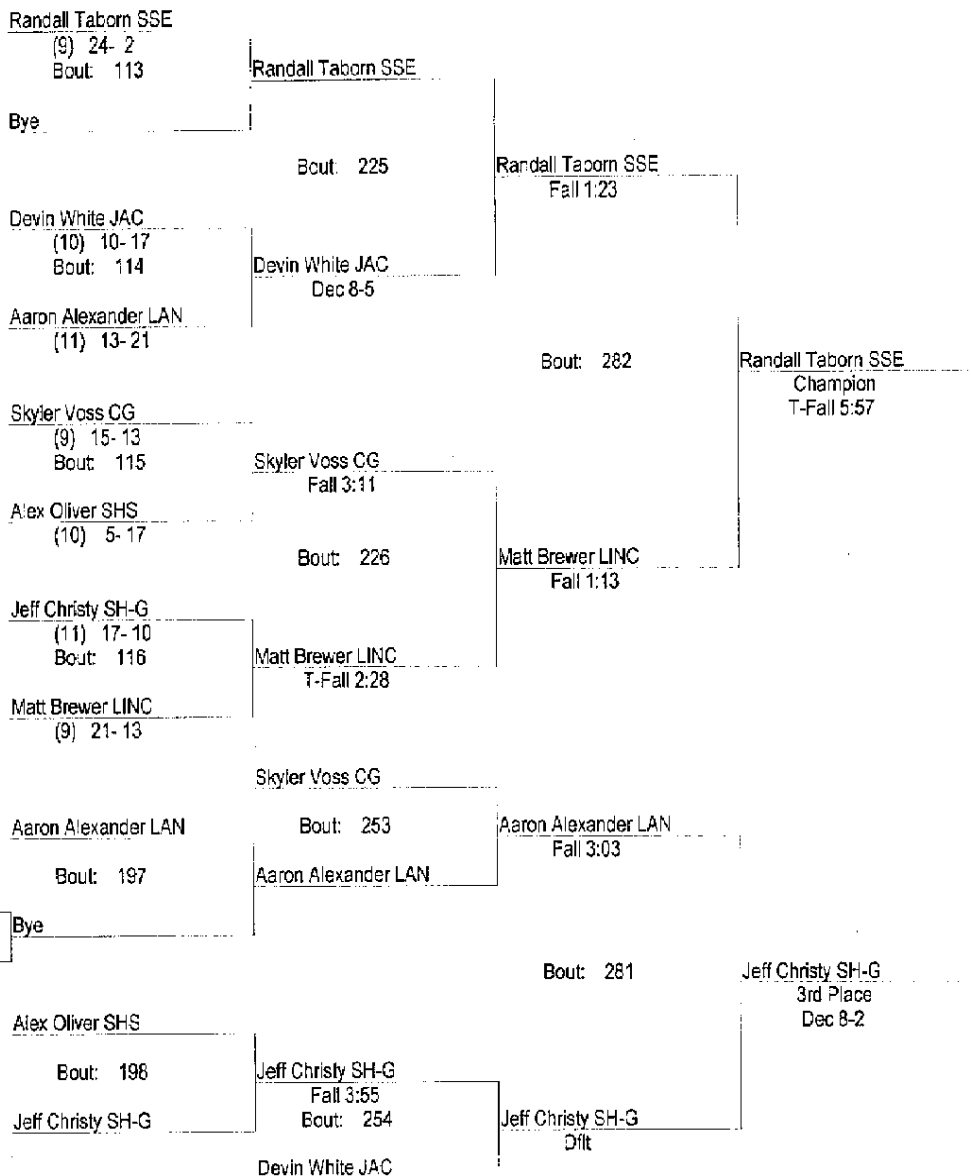 Randall Taborn SSE
(9) 24- 2
Bout: 113
Randall Taborn SSE
Bye
Bout: 225
Randall Taborn SSE
Fall 1:23
Devin White JAC
(10) 10- 17
Bout: 114
Devin White JAC
Dec 8-5
Aaron Alexander LAN
(11) 13- 21
Bout: 282
Randall Taborn SSE
Champion
T-Fall 5:57
Skyler Voss CG
(9) 15- 13
Bout: 115
Skyler Voss CG
Fall 3:11
Alex Oliver SHS
(10) 5- 17
Bout: 226
Matt Brewer LINC
Fall 1:13
Jeff Christy SH-G
(11) 17- 10
Bout: 116
Matt Brewer LINC
T-Fall 2:28
Matt Brewer LINC
(9) 21- 13
Skyler Voss CG
Aaron Alexander LAN
Bout: 253
Aaron Alexander LAN
Fall 3:03
Bout: 197
Aaron Alexander LAN
Bye
Bout: 281
Jeff Christy SH-G
3rd Place
Dec 8-2
Alex Oliver SHS
Bout: 198
Jeff Christy SH-G
Fall 3:55
Jeff Christy SH-G
Bout: 254
Jeff Christy SH-G
Dflt
Devin White JAC